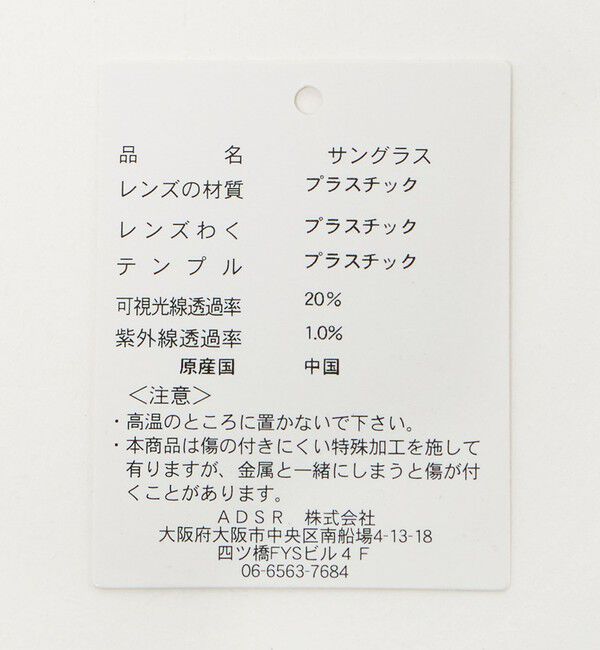 品名 サングラス
レンズの材質 プラスチック
レンズわく プラスチック
テンプル プラスチック
可視光線透過率 20%
紫外線透過率 1.0%
原産国 中国
＜注意＞
・高温のところに置かないで下さい。
・本商品は傷の付きにくい特殊加工を施して
有りますが、金属と一緒にしまうと傷が付
くことがあります。
ADSR 株式会社
大阪府大阪市中央区南船場4-13-18
四ツ橋FYSビル４F
06-6563-7684